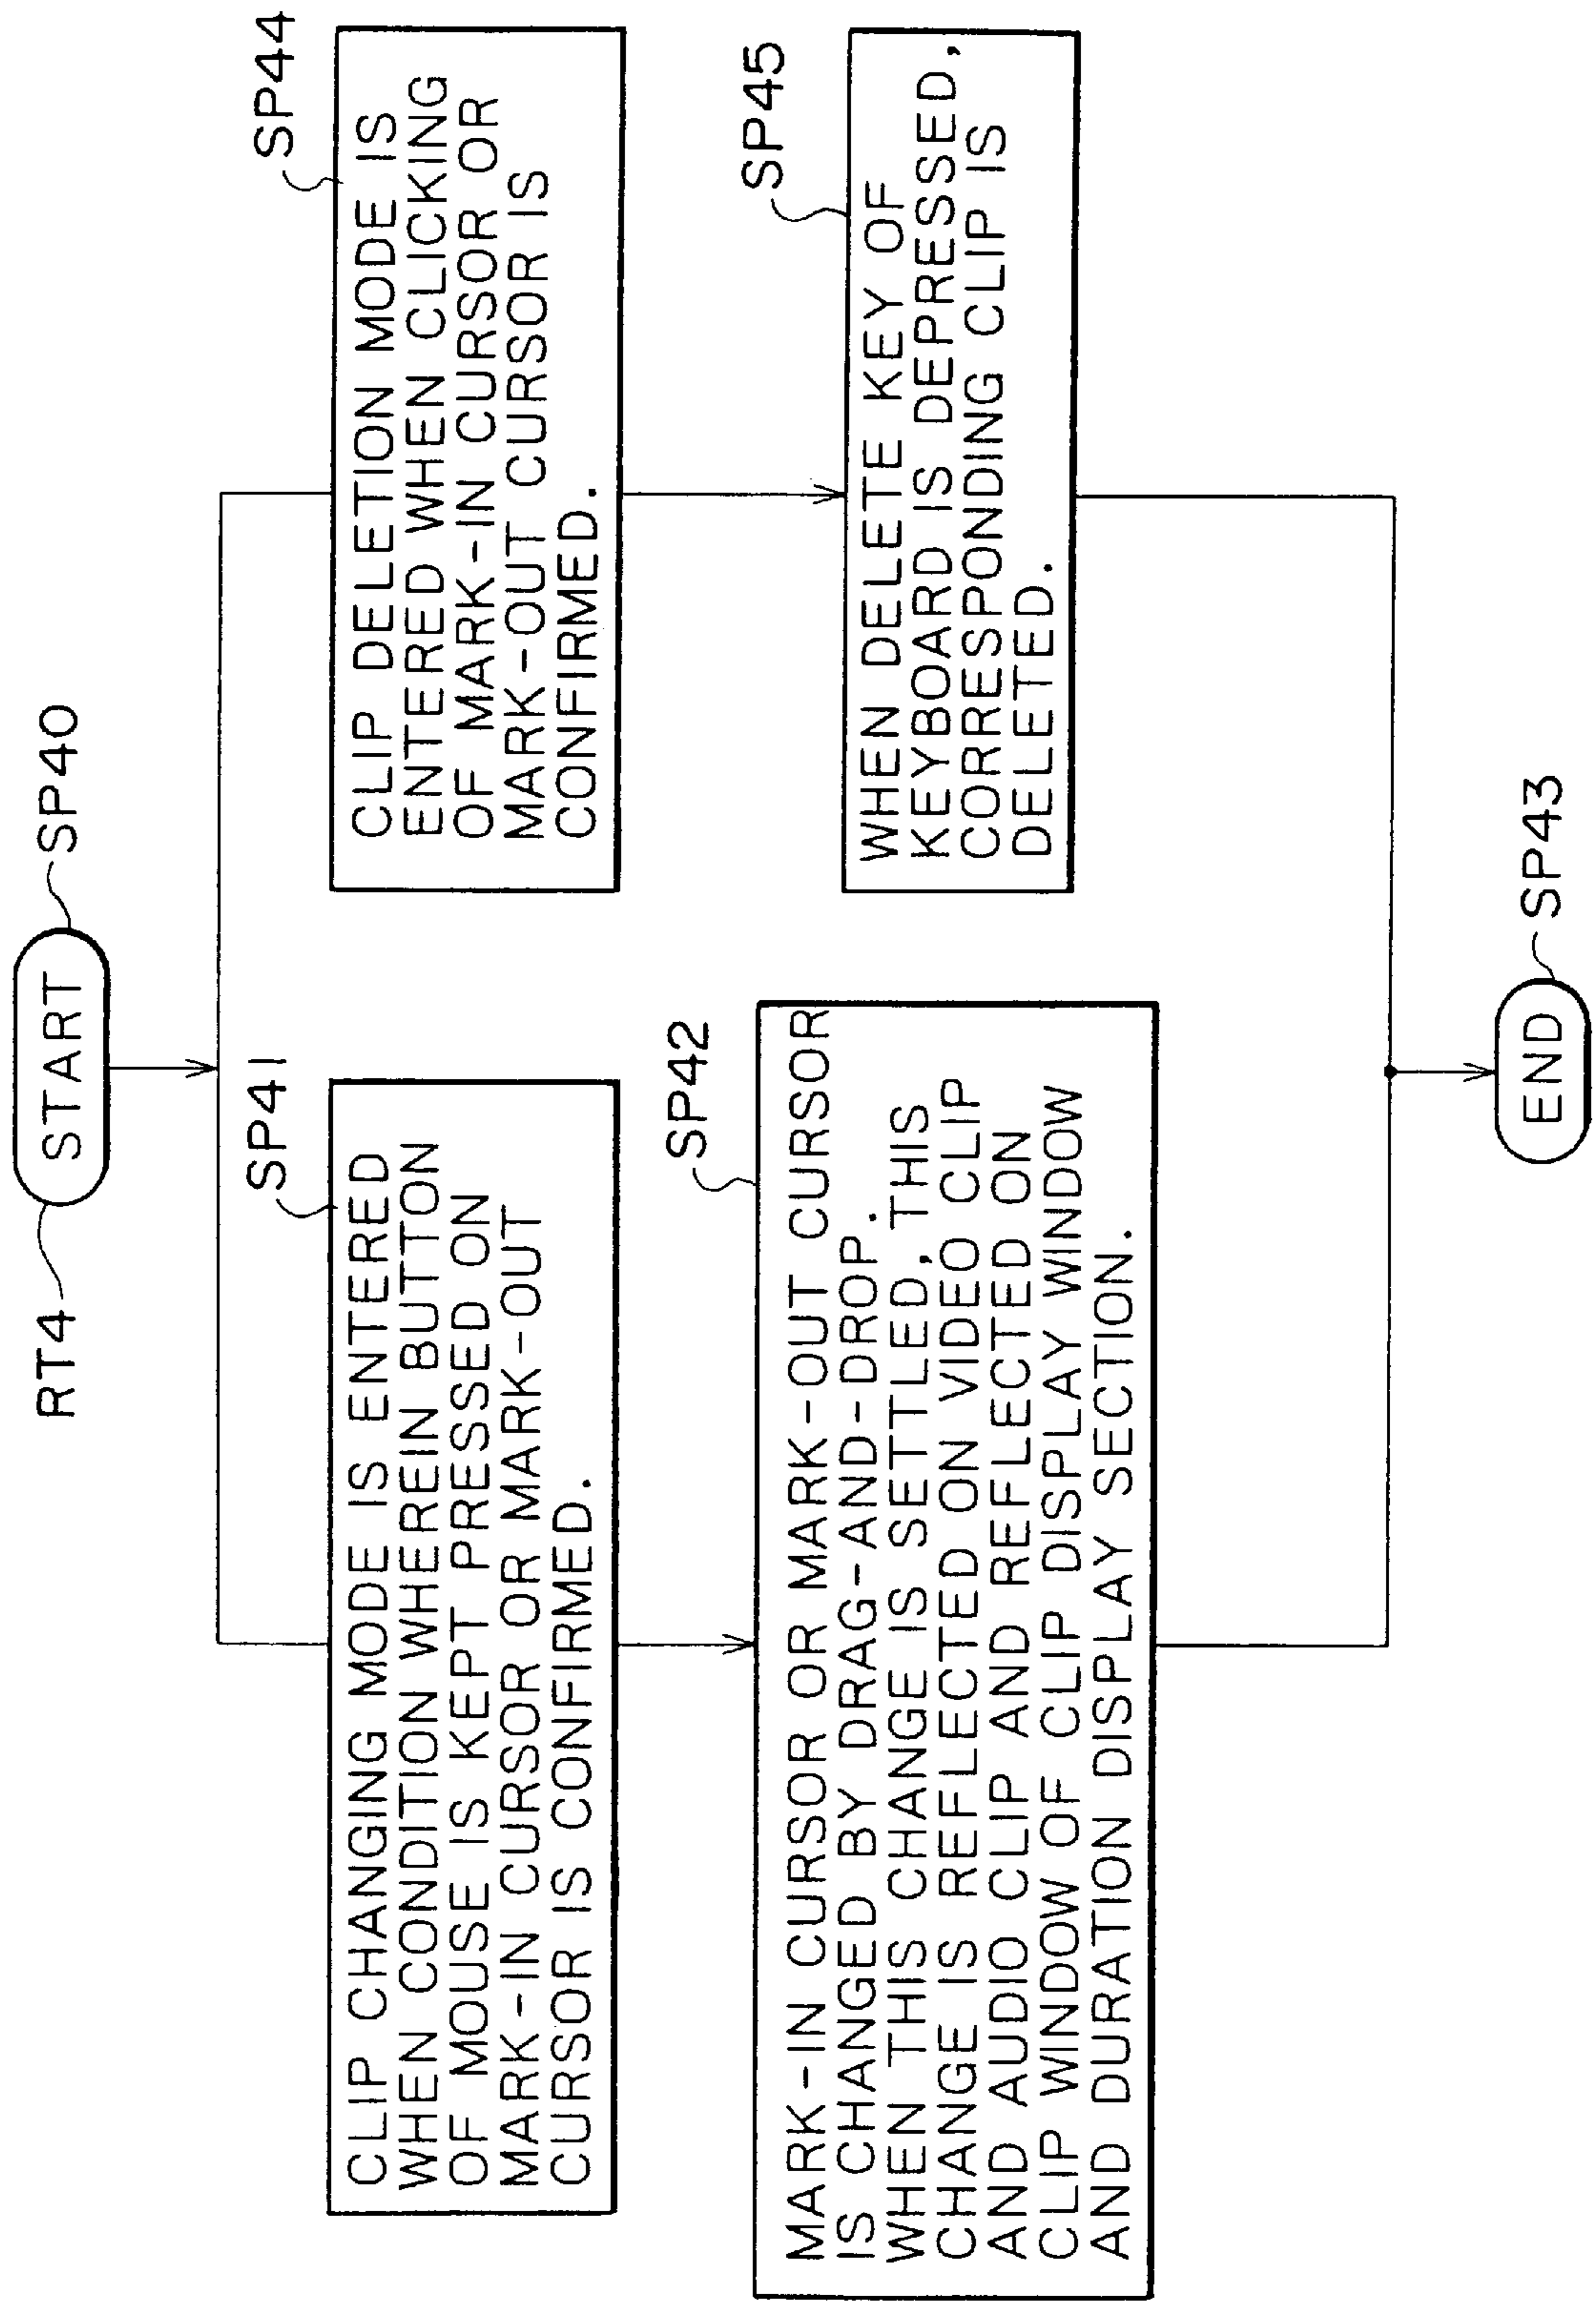 RT4
START
SP40
SP41
CLIP CHANGING MODE IS ENTERED
WHEN CONDITION WHEREIN BUTTON
OF MOUSE IS KEPT PRESSED ON
MARK-IN CURSOR OR MARK-OUT
CURSOR IS CONFIRMED.
SP42
MARK-IN CURSOR OR MARK-OUT CURSOR
IS CHANGED BY DRAG-AND-DROP.
WHEN THIS CHANGE IS SETTLED, THIS
CHANGE IS REFLECTED ON VIDEO CLIP
AND AUDIO CLIP AND REFLECTED ON
CLIP WINDOW OF CLIP DISPLAY WINDOW
AND DURATION DISPLAY SECTION.
SP44
CLIP DELETION MODE IS
ENTERED WHEN CLICKING
OF MARK-IN CURSOR OR
MARK-OUT CURSOR IS
CONFIRMED.
SP45
WHEN DELETE KEY OF
KEYBOARD IS DEPRESSED,
CORRESPONDING CLIP IS
DELETED.
END
SP43